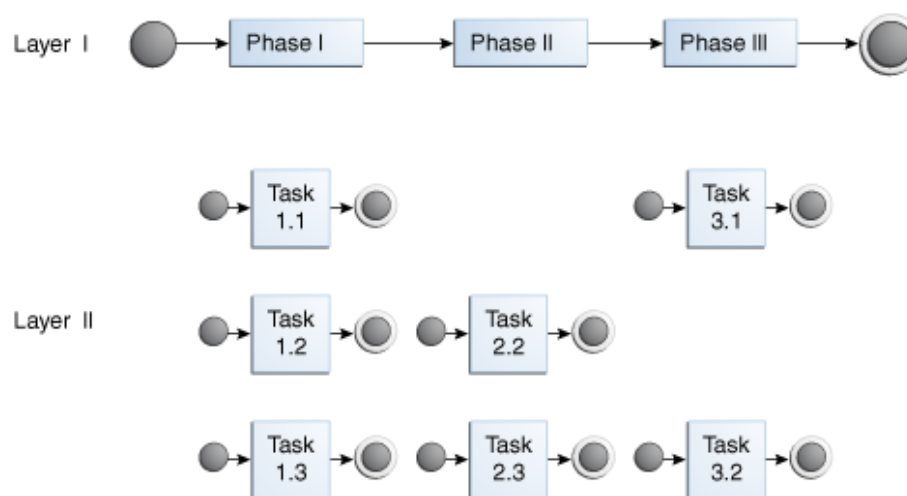 Layer I
Phase I
Phase II
Phase III
Task
1.1
Task
3.1
Layer II
Task
1.2
Task
2.2
Task
1.3
Task
2.3
Task
3.2